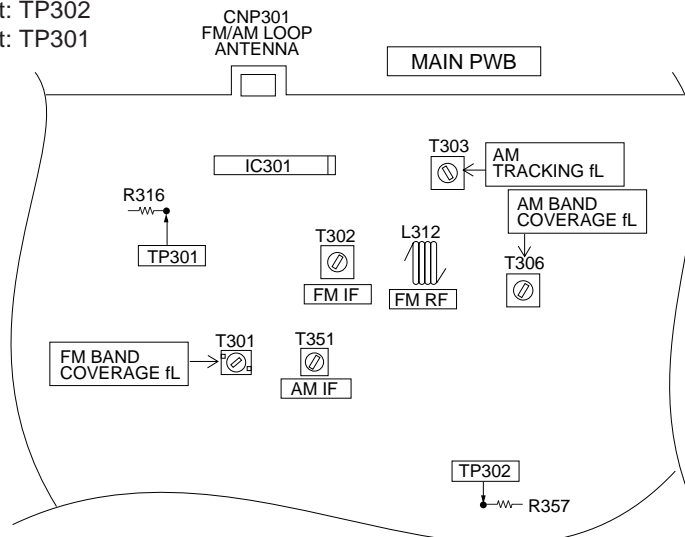 t: TP302
t: TP301
CNP301
FM/AM LOOP
ANTENNA
MAIN PWB
T303
AM
TRACKING fL
IC301
R316
AM BAND
COVERAGE fL
TP301
T302
L312
T306
FM IF
FM RF
FM BAND
COVERAGE fL
T301
T351
AM IF
TP302
R357